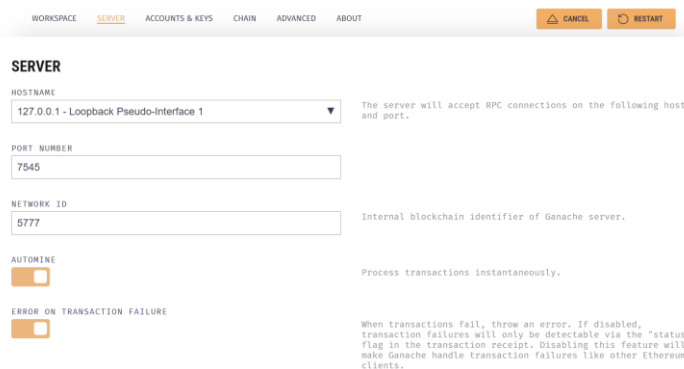 WORKSPACE SERVER ACCOUNTS & KEYS CHAIN ADVANCED ABOUT CANCEL RESTART
SERVER
HOSTNAME
127.0.0.1 - Loopback Pseudo-Interface 1
The server will accept RPC connections on the following host
and port.
PORT NUMBER
7545
NETWORK ID
5777
Internal blockchain identifier of Ganache server.
AUTOMINE
Process transactions instantaneously.
ERROR ON TRANSACTION FAILURE
When transactions fail, throw an error. If disabled,
transaction failures will only be detectable via the "status
flag in the transaction receipt. Disabling this feature will
make Ganache handle transaction failures like other Ethereum
clients.